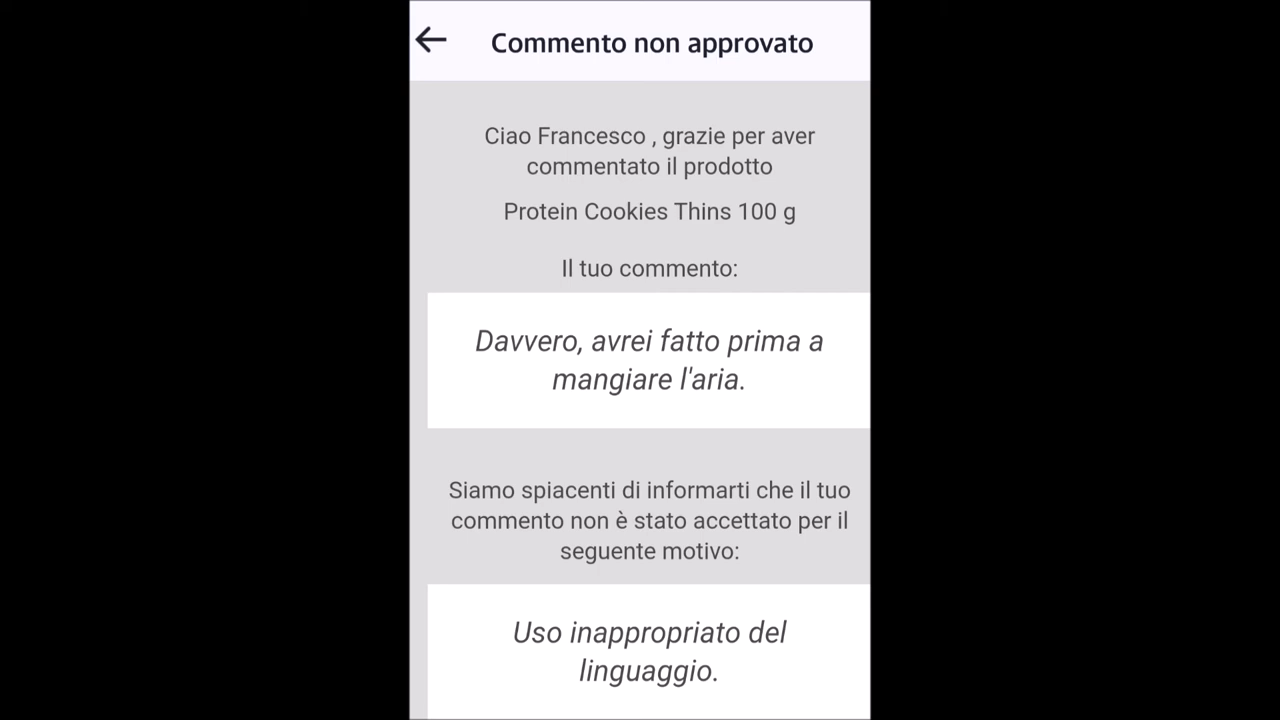 Commento non approvato
Ciao Francesco , grazie per aver
commentato il prodotto
Protein Cookies Thins 100 g
Il tuo commento:
Davvero, avrei fatto prima a
mangiare l'aria.
Siamo spiacenti di informarti che il tuo
commento non è stato accettato per il
seguente motivo:
Uso inappropriato del
linguaggio.